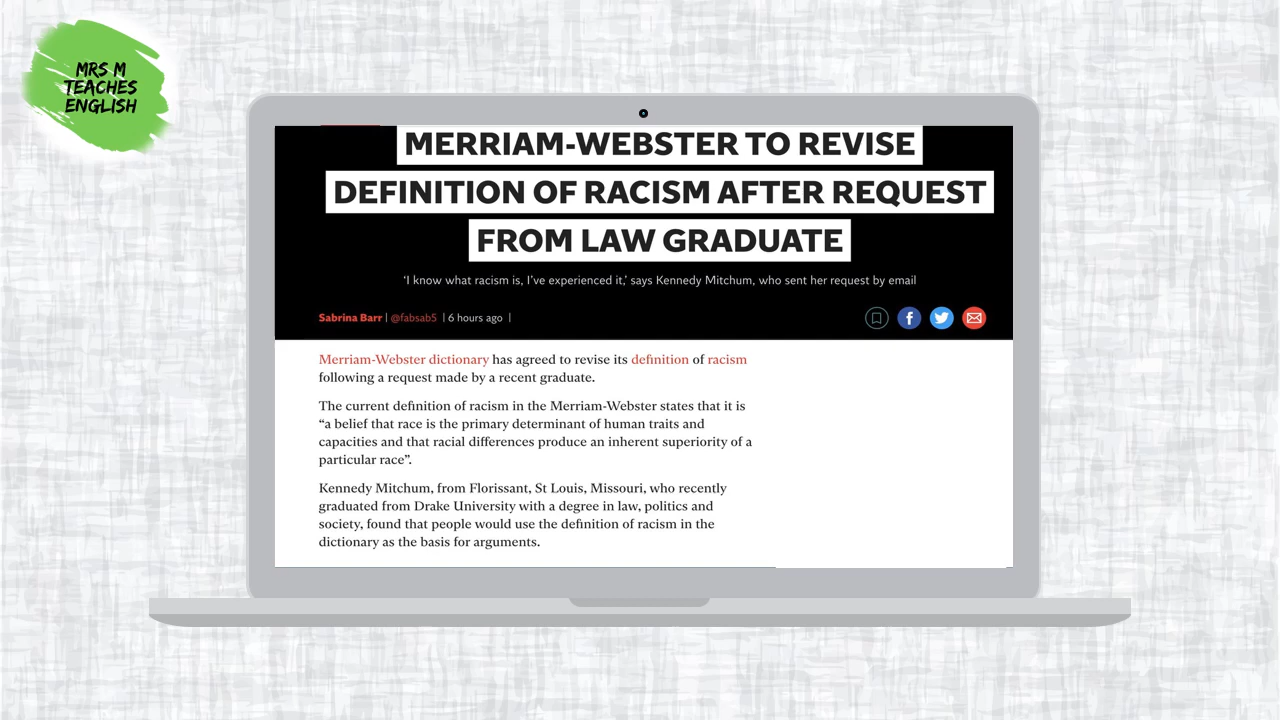 MRS M
TEACHES
ENGLISH
MERRIAM-WEBSTER TO REVISE
DEFINITION OF RACISM AFTER REQUEST
FROM LAW GRADUATE
‘I know what racism is, I’ve experienced it,’ says Kennedy Mitchum, who sent her request by email
Sabrina Barr | @fabsab5 | 6 hours ago |
Merriam-Webster dictionary has agreed to revise its definition of racism
following a request made by a recent graduate.
The current definition of racism in the Merriam-Webster states that it is
“a belief that race is the primary determinant of human traits and
capacities and that racial differences produce an inherent superiority of a
particular race”.
Kennedy Mitchum, from Florissant, St Louis, Missouri, who recently
graduated from Drake University with a degree in law, politics and
society, found that people would use the definition of racism in the
dictionary as the basis for arguments.